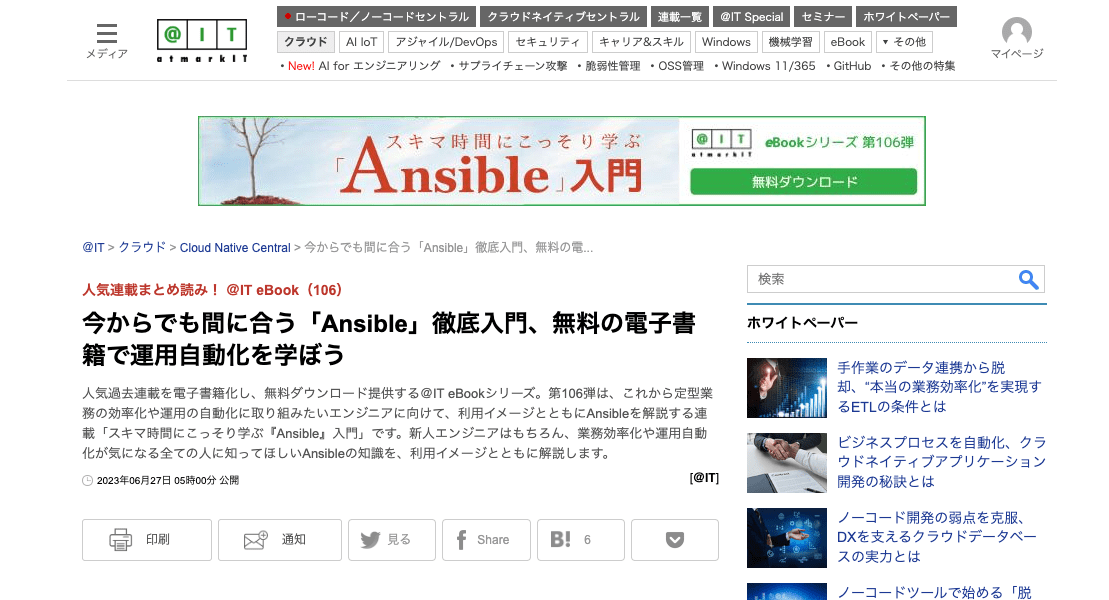 メディア
@IT
atmarkIT
ローコード／ノーコードセントラル
クラウドネイティブセントラル
連載一覧
@IT Special
セミナー
ホワイトペーパー
クラウド
AI IoT
アジャイル/DevOps
セキュリティ
キャリア&スキル
Windows
機械学習
eBook
▼ その他
・New! AI for エンジニアリング ・サプライチェーン攻撃 ・脆弱性管理 ・OSS管理 ・Windows 11/365 ・GitHub ・その他の特集
マイページ
スキマ時間にこっそり学ぶ
「Ansible」入門
@IT
atmarkIT
eBookシリーズ 第106弾
無料ダウンロード
@IT > クラウド > Cloud Native Central > 今からでも間に合う「Ansible」徹底入門、無料の電...
人気連載まとめ読み！ @IT eBook（106）
今からでも間に合う「Ansible」徹底入門、無料の電子書
籍で運用自動化を学ぼう
人気過去連載を電子書籍化し、無料ダウンロード提供する@IT eBookシリーズ。第106弾は、これから定型業
務の効率化や運用の自動化に取り組みたいエンジニアに向けて、利用イメージとともにAnsibleを解説する連
載「スキマ時間にこっそり学ぶ『Ansible』入門」です。新人エンジニアはもちろん、業務効率化や運用自動
化が気になる全ての人に知ってほしいAnsibleの知識を、利用イメージとともに解説します。
2023年06月27日 05時00分 公開
[@IT]
印刷
通知
見る
Share
B! 6
検索
ホワイトペーパー
手作業のデータ連携から脱
却、“本当の業務効率化”を実現す
るETLの条件とは
ビジネスプロセスを自動化、クラ
ウドネイティブアプリケーション
開発の秘訣とは
ノーコード開発の弱点を克服、
DXを支えるクラウドデータベー
スの実力とは
ノーコードツールで始める「脱